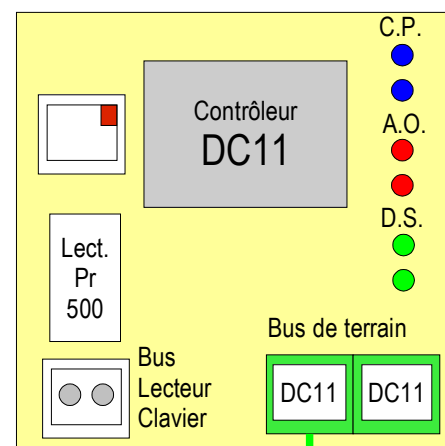 C.P.
Contrôleur
DC11
A.O.
D.S.
Lect.
Pr
500
Bus de terrain
Bus
Lecteur
Clavier
DC11 DC11